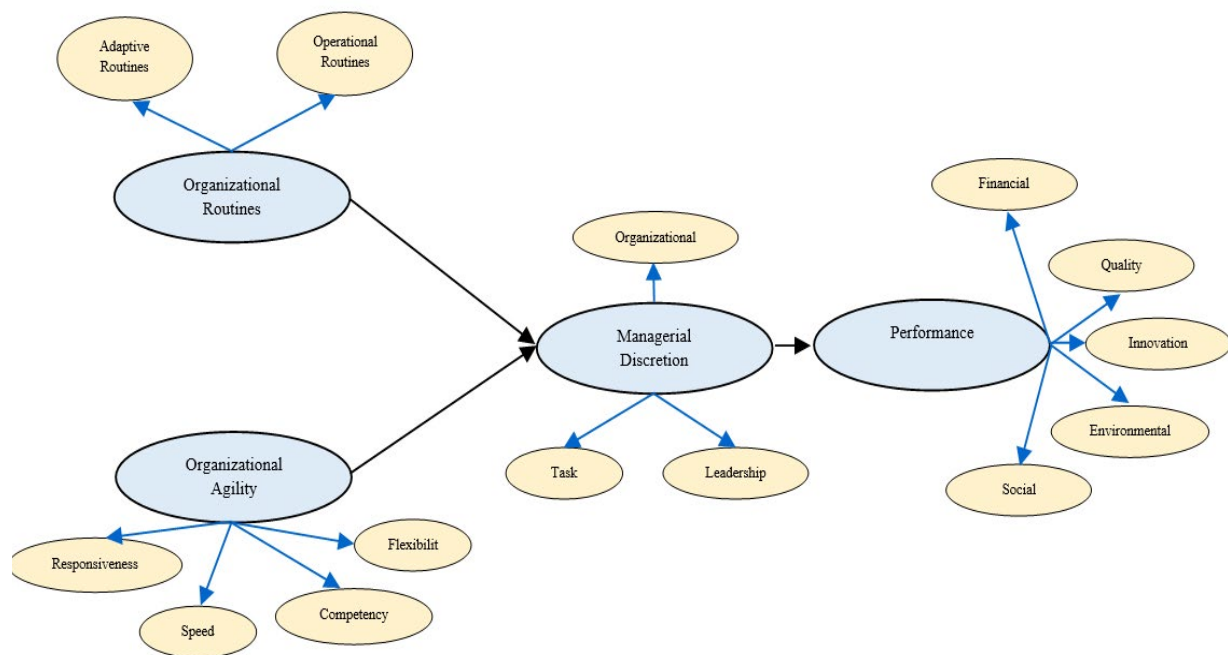 Adaptive
Routines
Operational
Routines
Organizational
Routines
Financial
Organizational
Quality
Managerial
Discretion
Performance
Innovation
Environmental
Task
Leadership
Social
Organizational
Agility
Responsiveness
Flexibilit
Speed
Competency